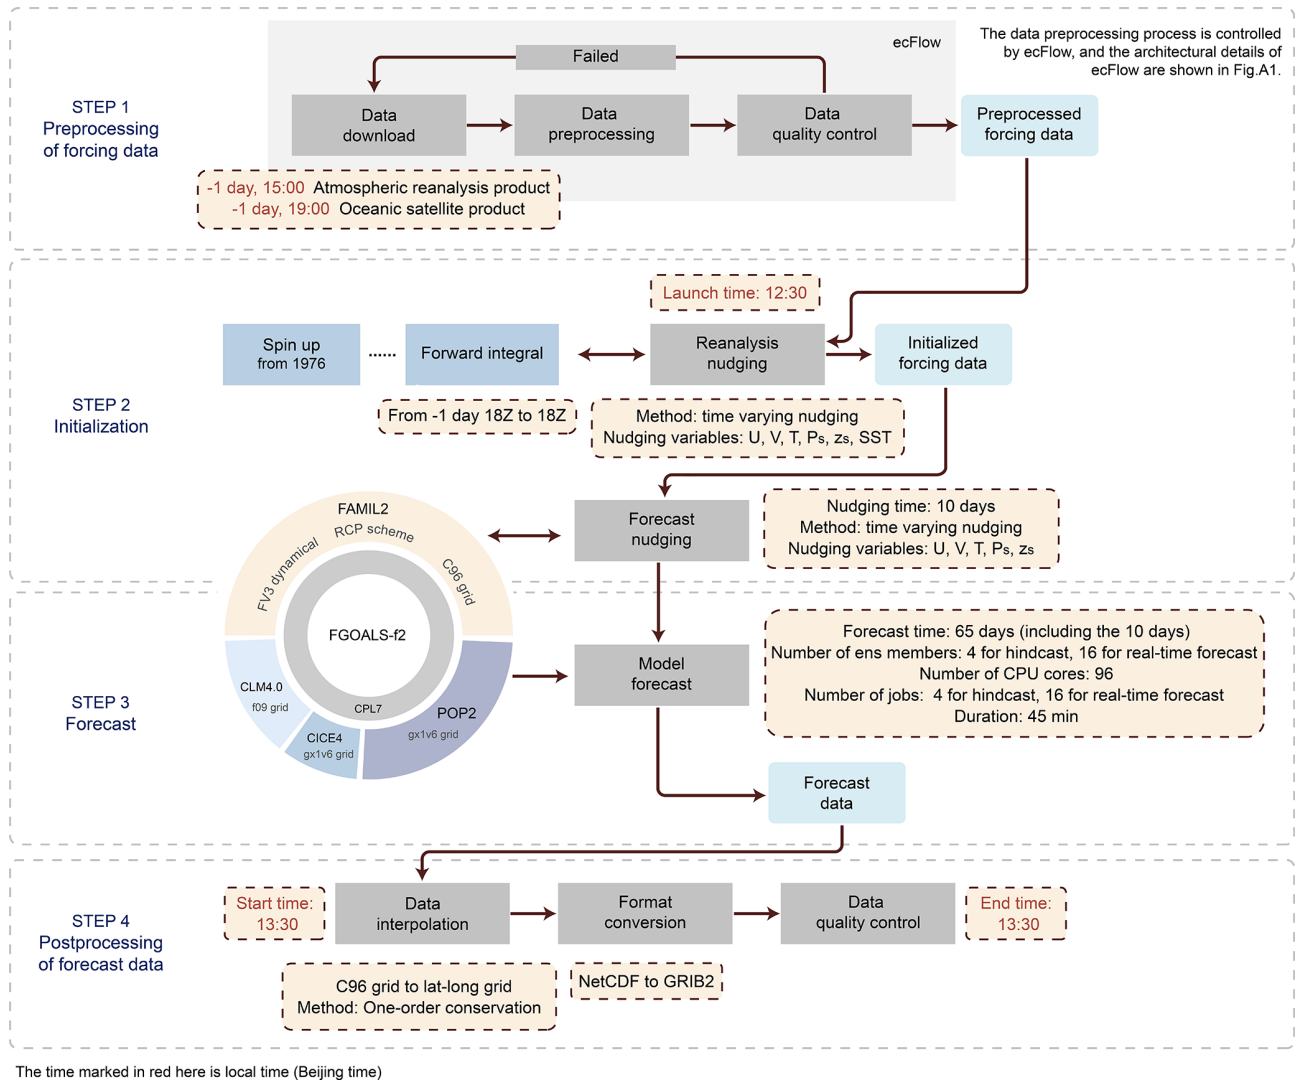 The data preprocessing process is controlled
by ecFlow, and the architectural details of
ecFlow are shown in Fig.A1.
ecFlow
Failed
STEP 1
Preprocessing
of forcing data
Data
download
Data
preprocessing
Data
quality control
Preprocessed
forcing data
-1 day, 15:00 Atmospheric reanalysis product
-1 day, 19:00 Oceanic satellite product
STEP 2
Initialization
Launch time: 12:30
Spin up
from 1976
......
Forward integral
Reanalysis
nudging
Initialized
forcing data
From -1 day 18Z to 18Z
Method: time varying nudging
Nudging variables: U, V, T, Ps, zs, SST
Forecast
nudging
Nudging time: 10 days
Method: time varying nudging
Nudging variables: U, V, T, Ps, zs
FAMIL2
RCP scheme
FV3 dynamical
C96 grid
FGOALS-f2
CPL7
CLM4.0
f09 grid
CICE4
gx1v6 grid
POP2
gx1v6 grid
STEP 3
Forecast
Model
forecast
Forecast time: 65 days (including the 10 days)
Number of ens members: 4 for hindcast, 16 for real-time forecast
Number of CPU cores: 96
Number of jobs: 4 for hindcast, 16 for real-time forecast
Duration: 45 min
Forecast
data
STEP 4
Postprocessing
of forecast data
Start time:
13:30
Data
interpolation
Format
conversion
Data
quality control
End time:
13:30
C96 grid to lat-long grid
Method: One-order conservation
NetCDF to GRIB2
The time marked in red here is local time (Beijing time)